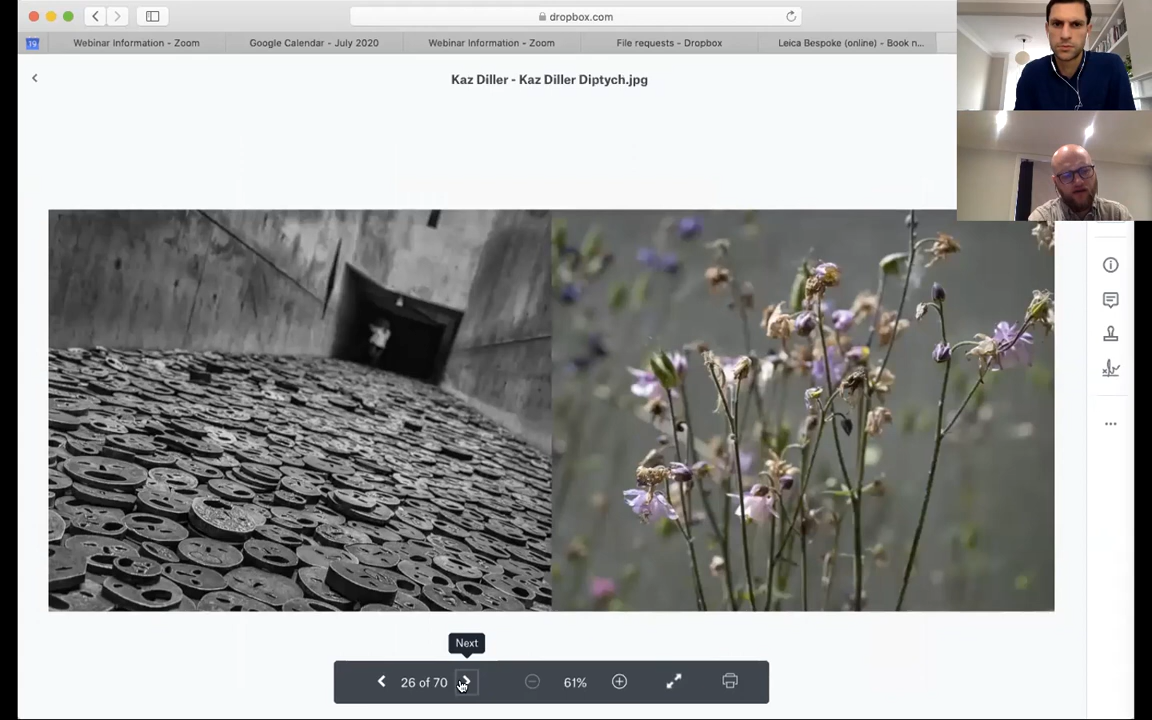 dropbox.com
19
Webinar Information - Zoom
Google Calendar - July 2020
Webinar Information - Zoom
File requests - Dropbox
Leica Bespoke (online) - Book n...
Kaz Diller - Kaz Diller Diptych.jpg
Next
26 of 70
61%